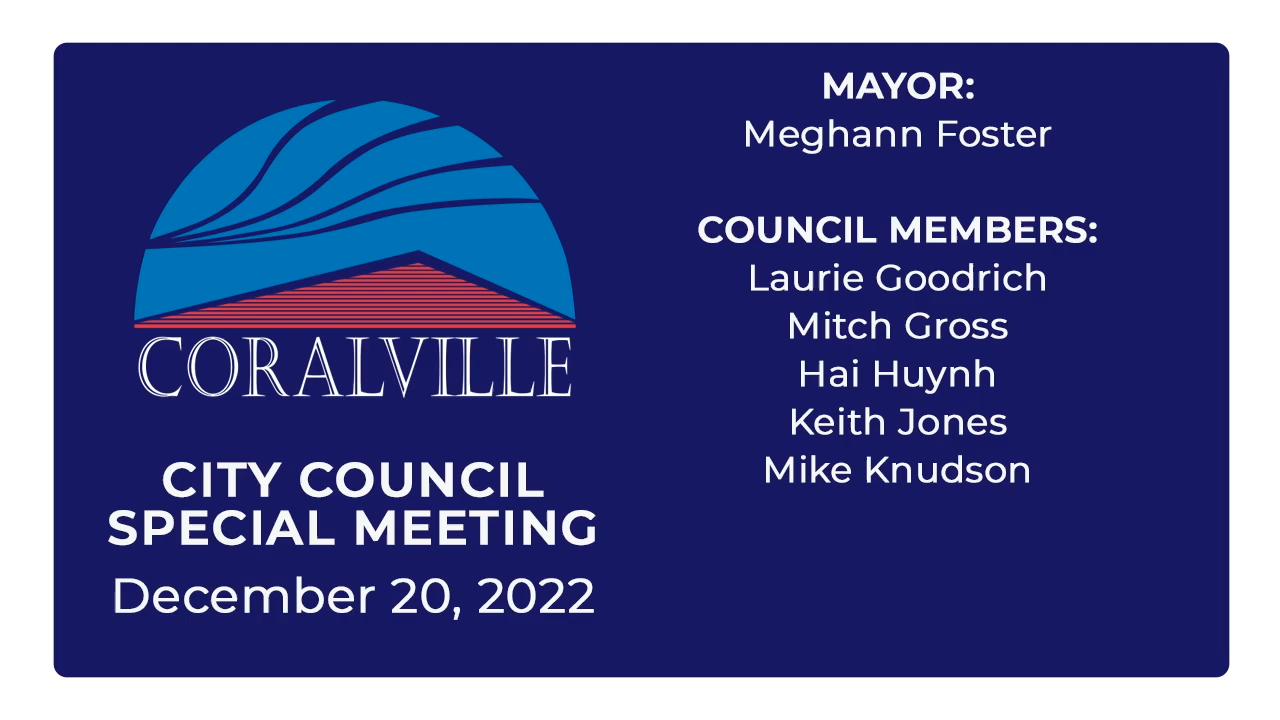 CORALVILLE
CITY COUNCIL
SPECIAL MEETING
December 20, 2022
MAYOR:
Meghann Foster
COUNCIL MEMBERS:
Laurie Goodrich
Mitch Gross
Hai Huynh
Keith Jones
Mike Knudson